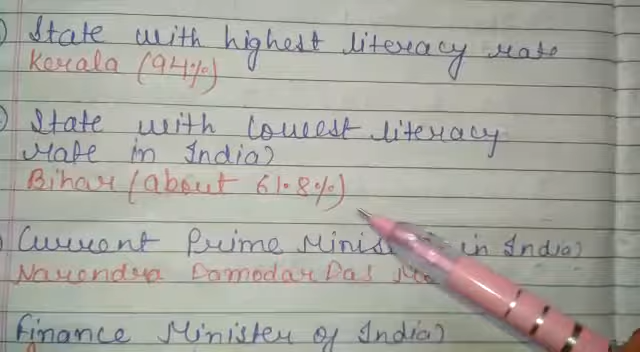 State with highest literacy rate
Kerala (94%)
State with lowest literacy
rate in India?
Bihar (about 61.8%)
Current Prime in India?
Narendra Damodar Das
Finance Minister of India?